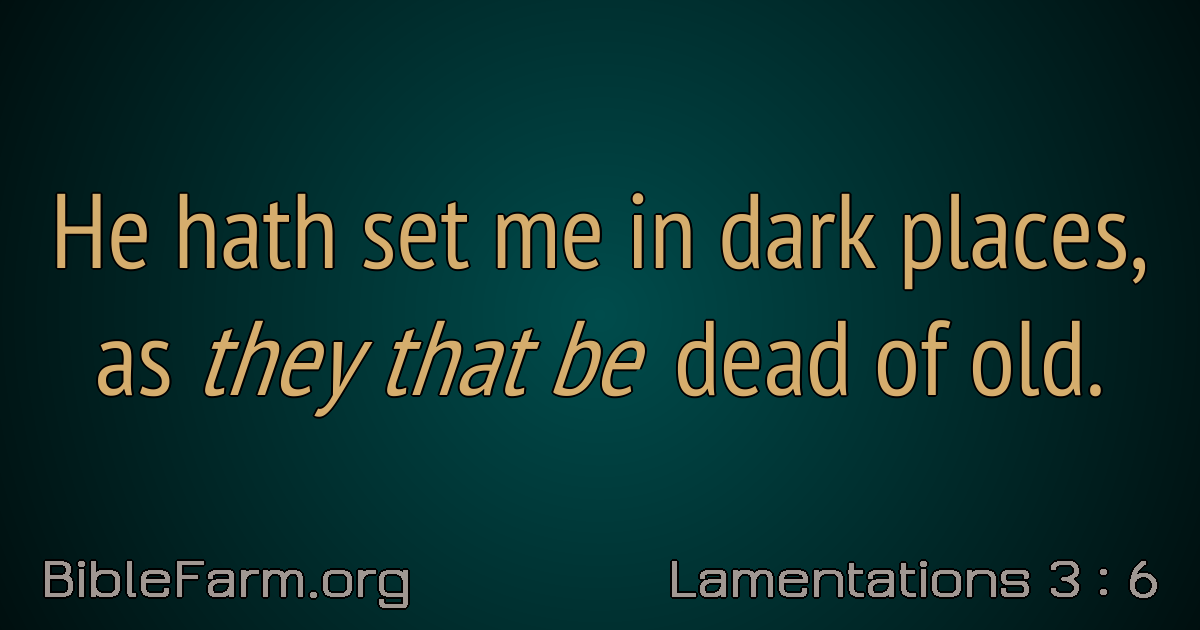 He hath set me in dark places,
as they that be dead of old.
BibleFarm.org
Lamentations 3 : 6